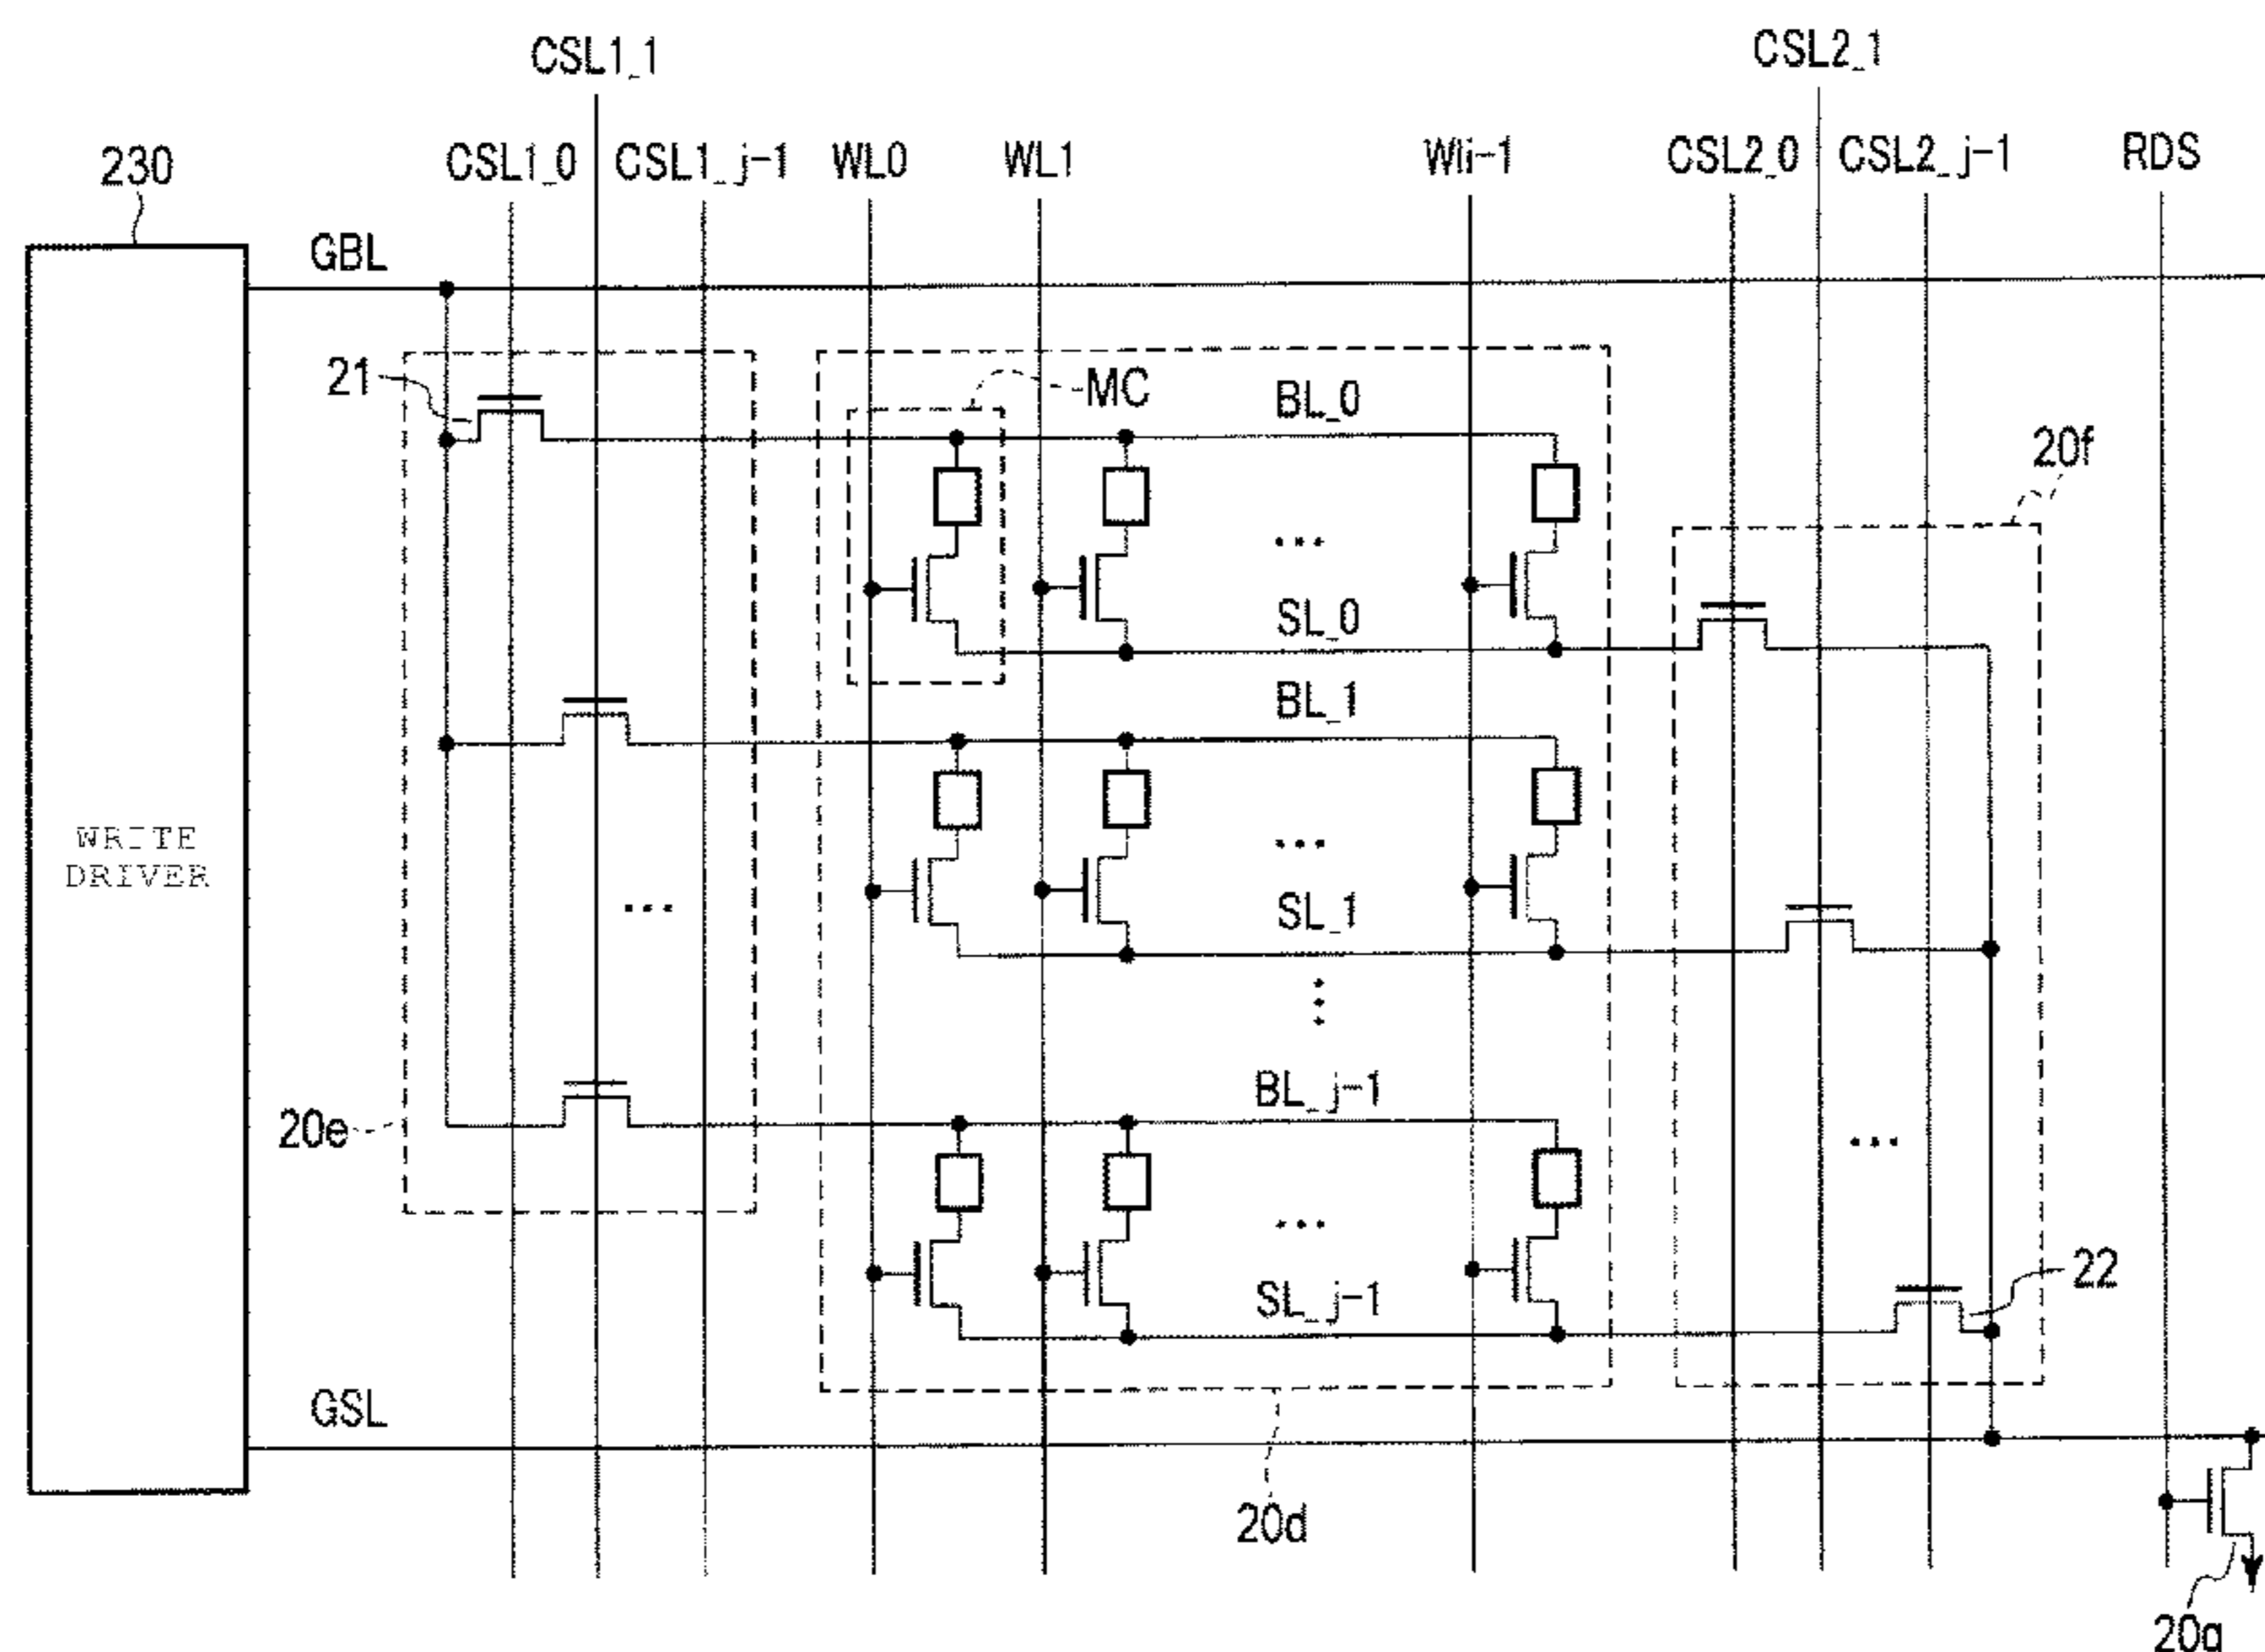 CSL1_1
CSL2_1
230
CSL1_0
CSL1_j-1
WL0
WL1
Wli-1
CSL2_0
CSL2_j-1
RDS
GBL
21
MC
BL_0
20f
...
SL_0
BL_1
WRITE
DRIVER
...
...
SL_1
...
BL_j-1
20e
...
...
22
SL_j-1
GSL
20d
20g